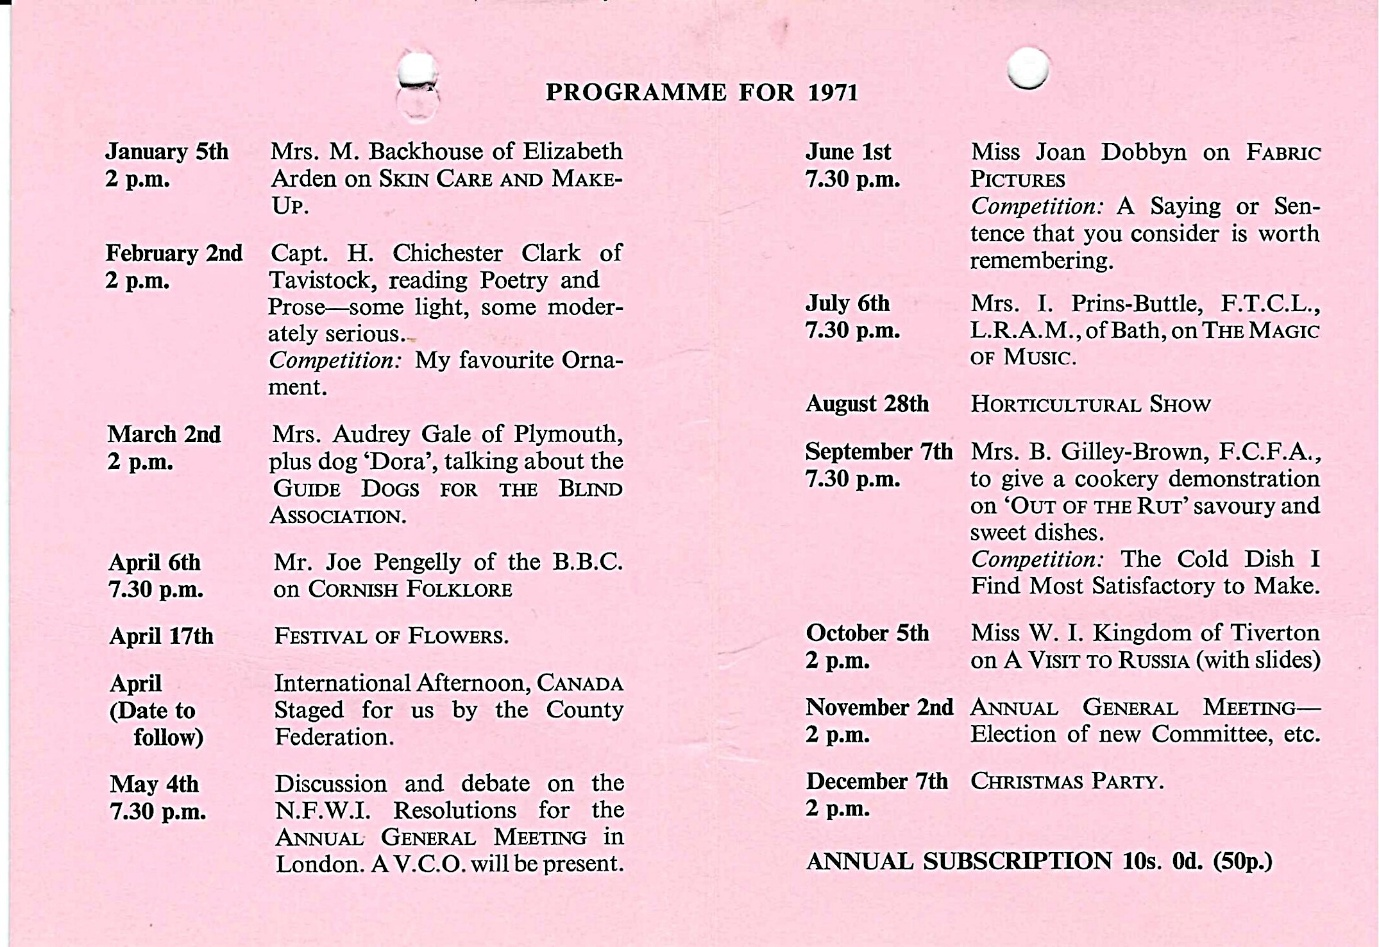 PROGRAMME FOR 1971
January 5th
2 p.m.
Mrs. M. Backhouse of Elizabeth
Arden on SKIN CARE AND MAKE-
UP.
February 2nd
2 p.m.
Capt. H. Chichester Clark of
Tavistock, reading Poetry and
Prose—some light, some moder-
ately serious.
Competition: My favourite Orna-
ment.
March 2nd
2 p.m.
Mrs. Audrey Gale of Plymouth,
plus dog ‘Dora’, talking about the
GUIDE DOGS FOR THE BLIND
ASSOCIATION.
April 6th
7.30 p.m.
Mr. Joe Pengelly of the B.B.C.
on CORNISH FOLKLORE
April 17th
FESTIVAL OF FLOWERS.
April
(Date to
follow)
International Afternoon, CANADA
Staged for us by the County
Federation.
May 4th
7.30 p.m.
Discussion and debate on the
N.F.W.I. Resolutions for the
ANNUAL GENERAL MEETING in
London. A V.C.O. will be present.
June 1st
7.30 p.m.
Miss Joan Dobbyn on FABRIC
PICTURES
Competition: A Saying or Sen-
tence that you consider is worth
remembering.
July 6th
7.30 p.m.
Mrs. I. Prins-Buttle, F.T.C.L.,
L.R.A.M., of Bath, on THE MAGIC
OF MUSIC.
August 28th
HORTICULTURAL SHOW
September 7th
7.30 p.m.
Mrs. B. Gilley-Brown, F.C.F.A.,
to give a cookery demonstration
on ‘OUT OF THE RUT’ savoury and
sweet dishes.
Competition: The Cold Dish I
Find Most Satisfactory to Make.
October 5th
2 p.m.
Miss W. I. Kingdom of Tiverton
on A VISIT TO RUSSIA (with slides)
November 2nd
2 p.m.
ANNUAL GENERAL MEETING—
Election of new Committee, etc.
December 7th
2 p.m.
CHRISTMAS PARTY.
ANNUAL SUBSCRIPTION 10s. 0d. (50p.)